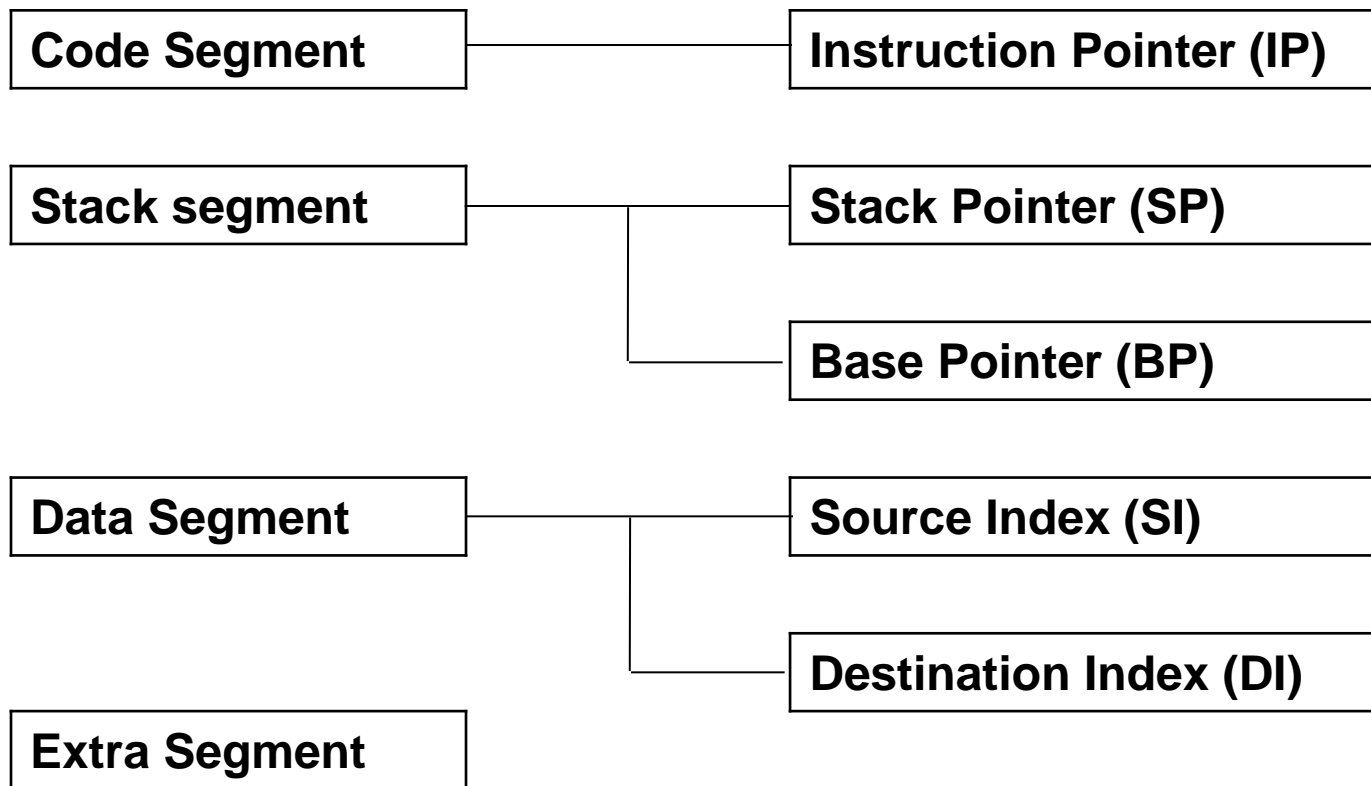 Code Segment
Instruction Pointer (IP)
Stack segment
Stack Pointer (SP)
Base Pointer (BP)
Data Segment
Source Index (SI)
Destination Index (DI)
Extra Segment